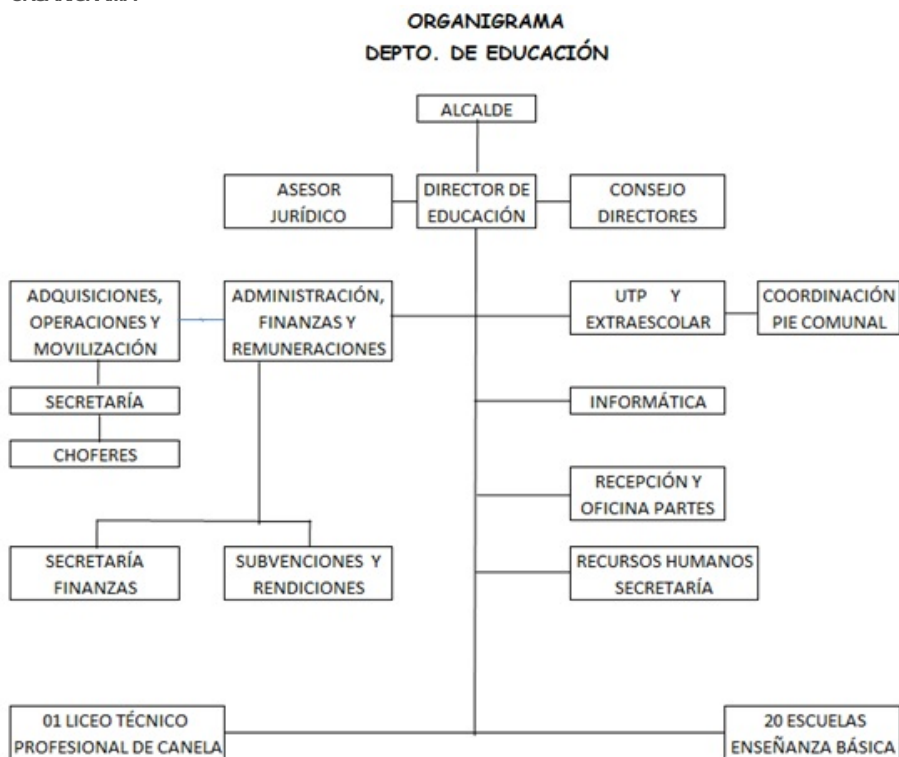 ORGANIGRAMA
DEPTO. DE EDUCACIÓN
ALCALDE
ASESOR
JURÍDICO
DIRECTOR DE
EDUCACIÓN
CONSEJO
DIRECTORES
ADQUISICIONES,
OPERACIONES Y
MOVILIZACIÓN
ADMINISTRACIÓN,
FINANZAS Y
REMUNERACIONES
UTP Y
EXTRAESCOLAR
COORDINACIÓN
PIE COMUNAL
SECRETARÍA
INFORMÁTICA
CHOFERES
RECEPCIÓN Y
OFICINA PARTES
SECRETARÍA
FINANZAS
SUBVENCIONES Y
RENDICIONES
RECURSOS HUMANOS
SECRETARÍA
01 LICEO TÉCNICO
PROFESIONAL DE CANELA
20 ESCUELAS
ENSEÑANZA BÁSICA